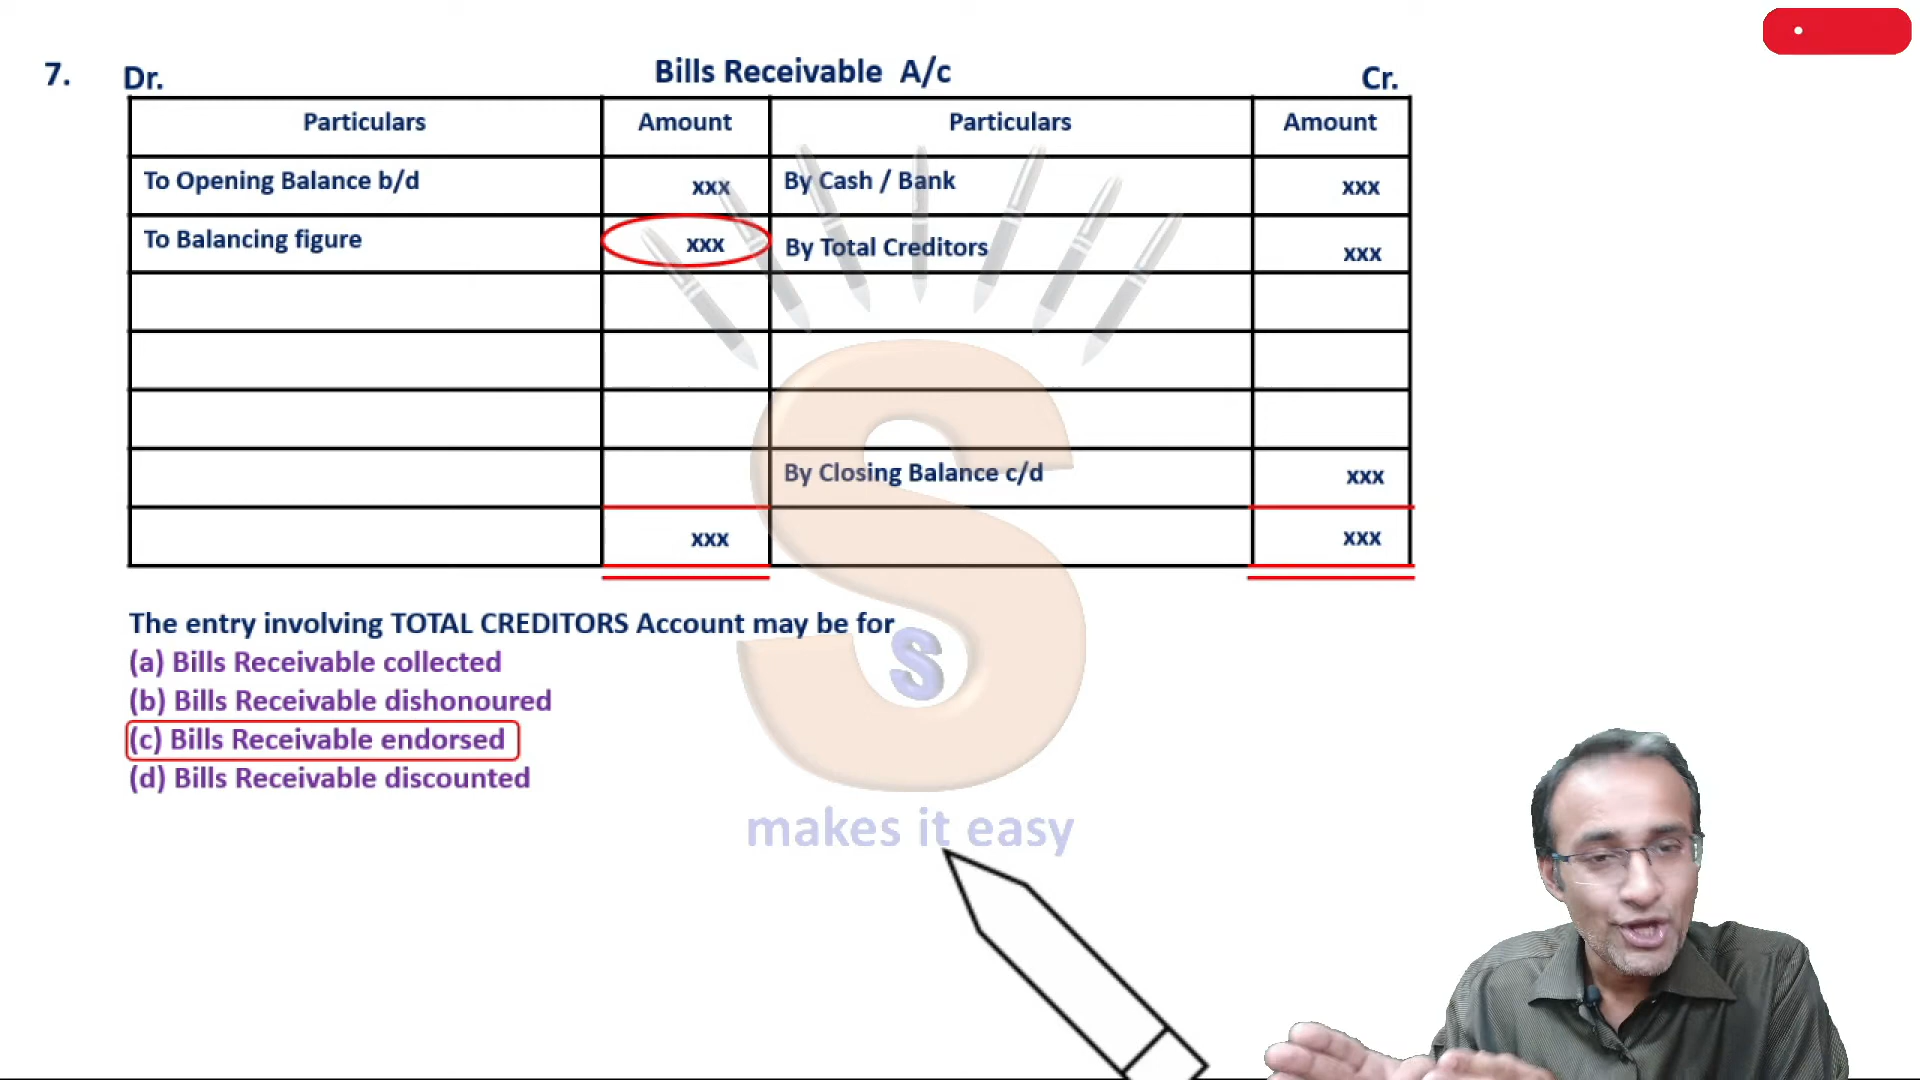 7. Dr. Bills Receivable A/c Cr.
Particulars Amount Particulars Amount
To Opening Balance b/d xxx By Cash / Bank xxx
To Balancing figure xxx By Total Creditors xxx
By Closing Balance c/d xxx
xxx xxx
The entry involving TOTAL CREDITORS Account may be for
(a) Bills Receivable collected
(b) Bills Receivable dishonoured
(c) Bills Receivable endorsed
(d) Bills Receivable discounted
S
S
makes it easy